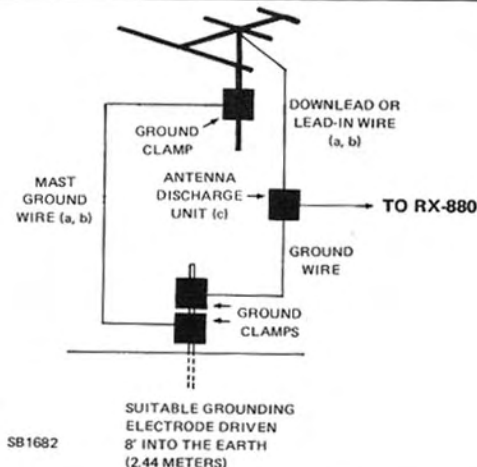 GROUND
CLAMP
DOWNLEAD OR
LEAD-IN WIRE
(a, b)
MAST
GROUND
WIRE (a, b)
ANTENNA
DISCHARGE
UNIT (c)
TO RX-880
GROUND
WIRE
GROUND
CLAMPS
SUITABLE GROUNDING
ELECTRODE DRIVEN
8' INTO THE EARTH
(2.44 METERS)
SB1682